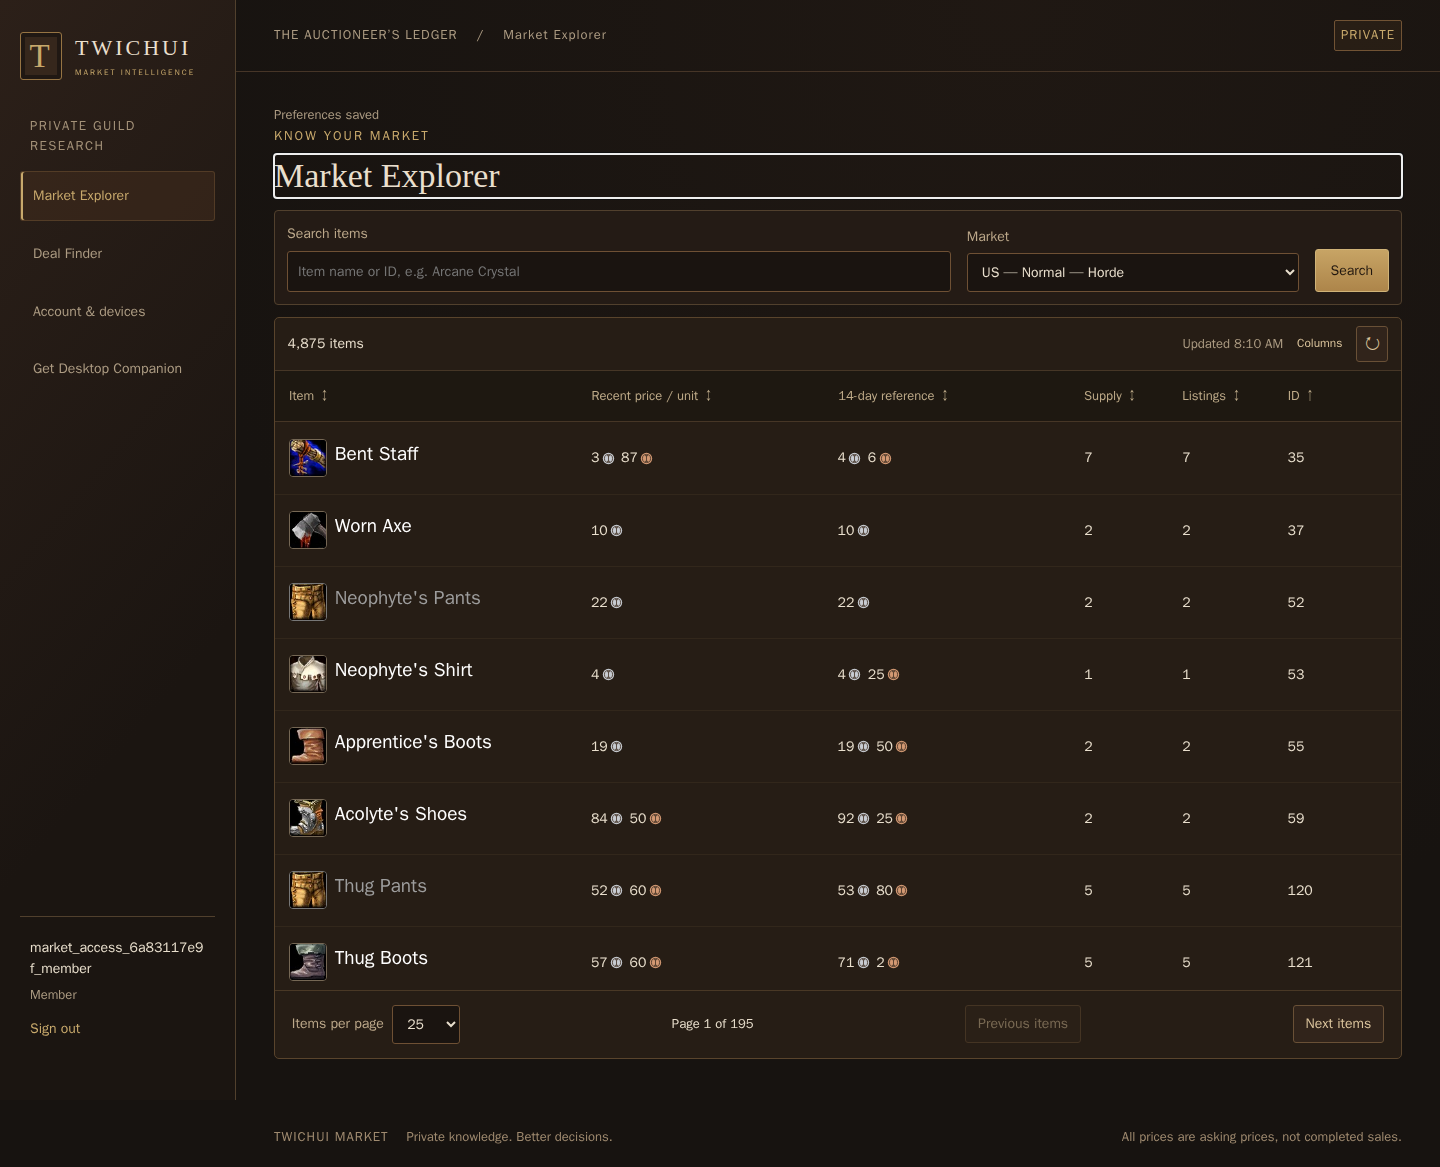 T
TWICHUI
MARKET INTELLIGENCE
PRIVATE GUILD
RESEARCH
Market Explorer
Deal Finder
Account & devices
Get Desktop Companion
market_access_6a83117e9
f_member
Member
Sign out
THE AUCTIONEER'S LEDGER / Market Explorer
PRIVATE
Preferences saved
KNOW YOUR MARKET
Market Explorer
Search items
Item name or ID, e.g. Arcane Crystal
Market
US — Normal — Horde
Search
4,875 items
Updated 8:10 AM
Columns
Item ↕ Recent price / unit ↕ 14-day reference ↕ Supply ↕ Listings ↕ ID ↑
Bent Staff 3 87 4 6 7 7 35
Worn Axe 10 10 2 2 37
Neophyte's Pants 22 22 2 2 52
Neophyte's Shirt 4 4 25 1 1 53
Apprentice's Boots 19 19 50 2 2 55
Acolyte's Shoes 84 50 92 25 2 2 59
Thug Pants 52 60 53 80 5 5 120
Thug Boots 57 60 71 2 5 5 121
Items per page 25
Page 1 of 195
Previous items
Next items
TWICHUI MARKET Private knowledge. Better decisions.
All prices are asking prices, not completed sales.